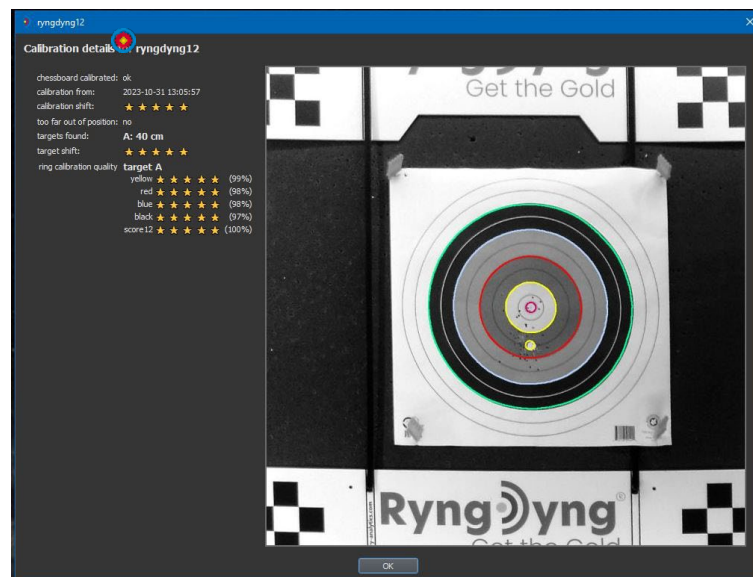 ryngdyng12
Calibration details for ryngdyng12
chessboard calibrated: ok
calibration from: 2023-10-31 13:05:57
calibration shift:
too far out of position: no
targets found: A: 40 cm
target shift:
ring calibration quality target A
yellow (99%)
red (98%)
blue (98%)
black (97%)
score12 (100%)
Get the Gold
RyngDyng®
Get the Gold
OK